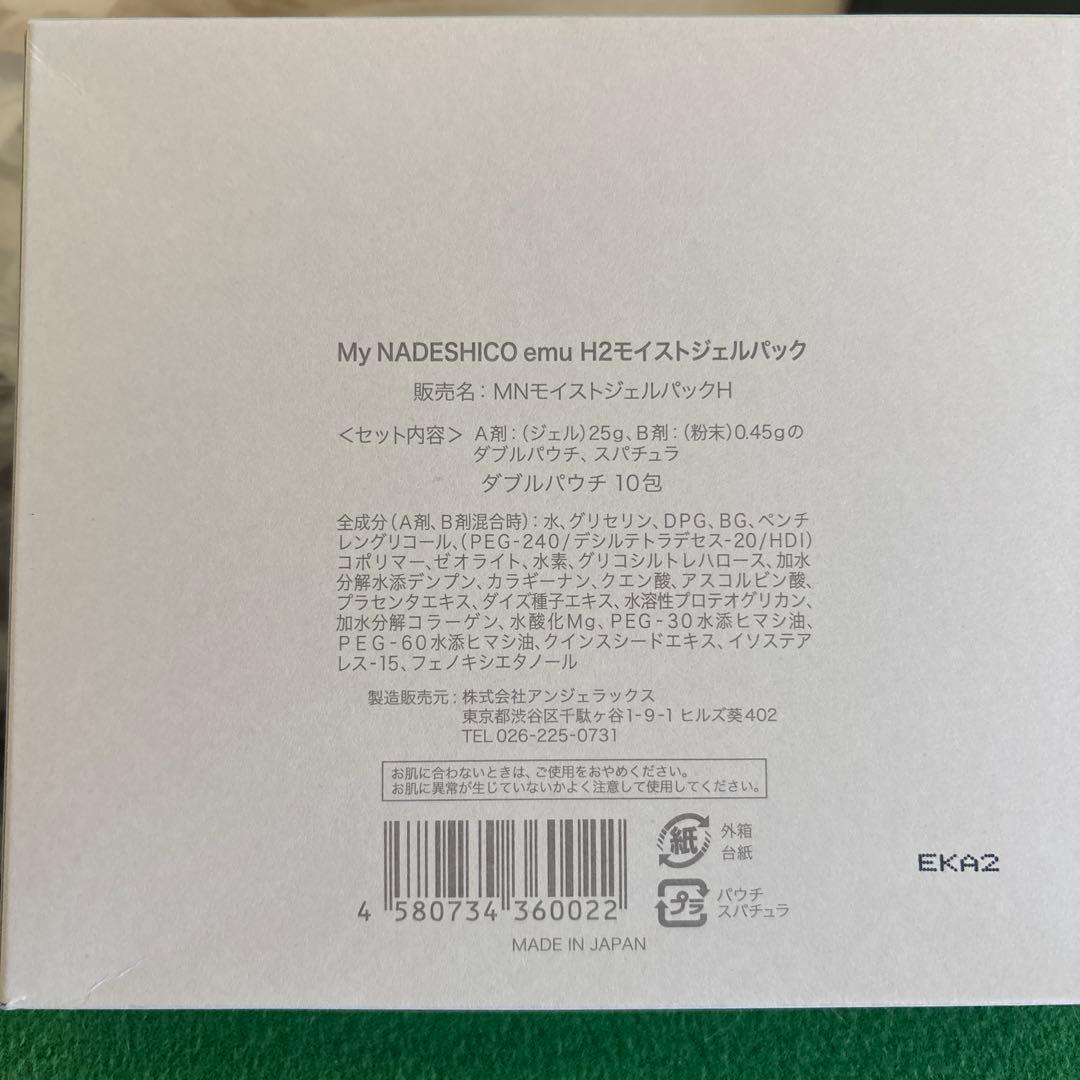 My NADESHICO emu H2モイストジェルパック
販売名：MNモイストジェルパックH
＜セット内容＞ A剤：（ジェル）25g、B剤：（粉末）0.45gの
ダブルパウチ、スパチュラ
ダブルパウチ 10包
全成分（A剤、B剤混合時）：水、グリセリン、DPG、BG、ペンチ
レングリコール、（PEG-240/デシルテトラデセス-20/HDI）
コポリマー、ゼオライト、水素、グリコシルトレハロース、加水
分解水添デンプン、カラギーナン、クエン酸、アスコルビン酸、
プラセンタエキス、ダイズ種子エキス、水溶性プロテオグリカン、
加水分解コラーゲン、水酸化Mg、PEG-30水添ヒマシ油、
PEG-60水添ヒマシ油、クインスシードエキス、イソステア
レス-15、フェノキシエタノール
製造販売元：株式会社アンジェラックス
東京都渋谷区千駄ヶ谷1-9-1 ヒルズ葵402
TEL 026-225-0731
お肌に合わないときは、ご使用をおやめください。
お肌に異常が生じていないかよく注意して使用してください。
紙 外箱
台紙
プラ パウチ
スパチュラ
4 580734 360022
MADE IN JAPAN
EKA2